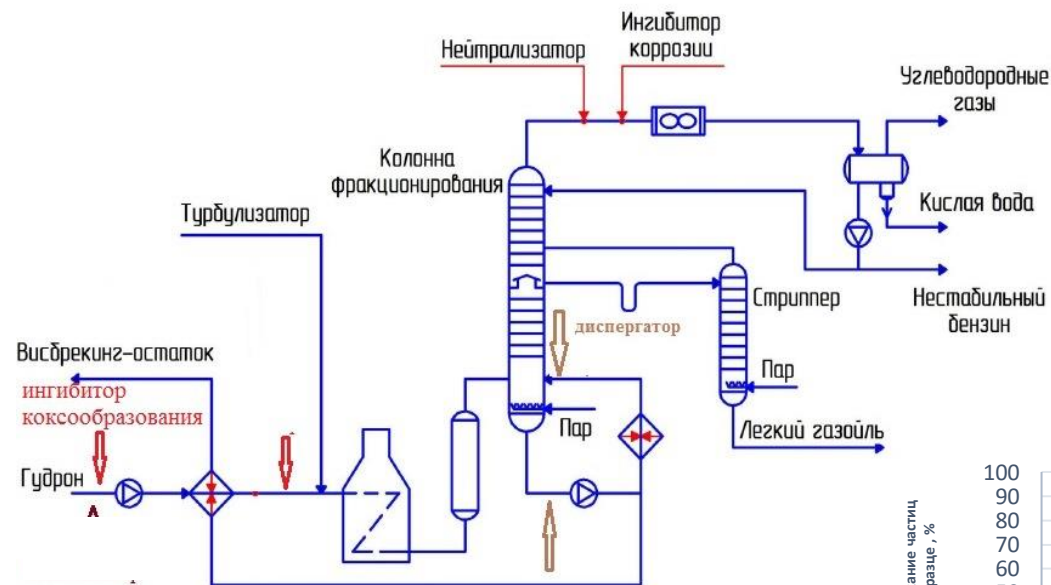 Ингибитор
коррозии
Нейтрализатор
Углеводородные
газы
Колонна
фракционирования
Кислая вода
Турбулизатор
Стриппер
Нестабильный
бензин
диспергатор
Висбрекинг-остаток
Пар
ингибитор
коксообразования
Пар
Легкий газойль
Гудрон
А
100
90
80
70
60
ание частиц
разце , %